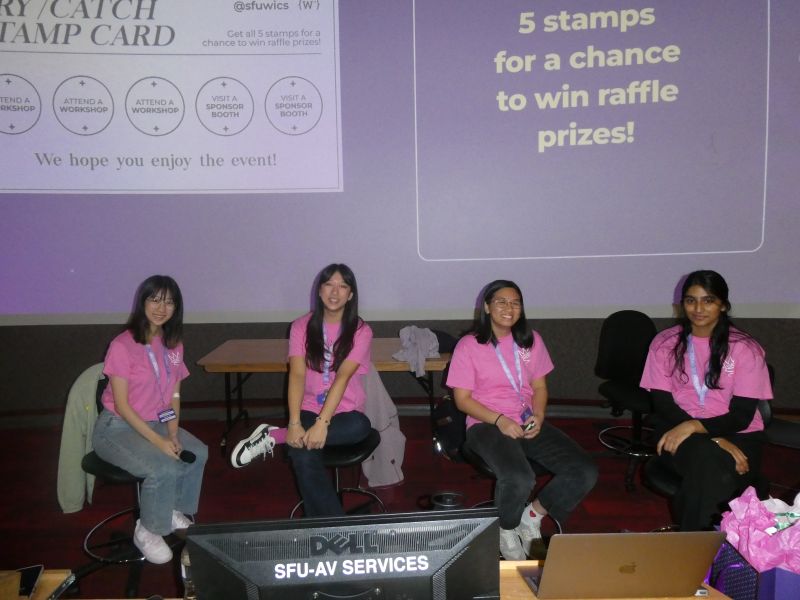 RY /CATCH
TAMP CARD
@sfuwics {W}
Get all 5 stamps for a
chance to win raffle prizes!
ATTEND A
WORKSHOP
ATTEND A
WORKSHOP
VISIT A
SPONSOR
BOOTH
VISIT A
SPONSOR
BOOTH
We hope you enjoy the event!
5 stamps
for a chance
to win raffle
prizes!
DELL
SFU-AV SERVICES